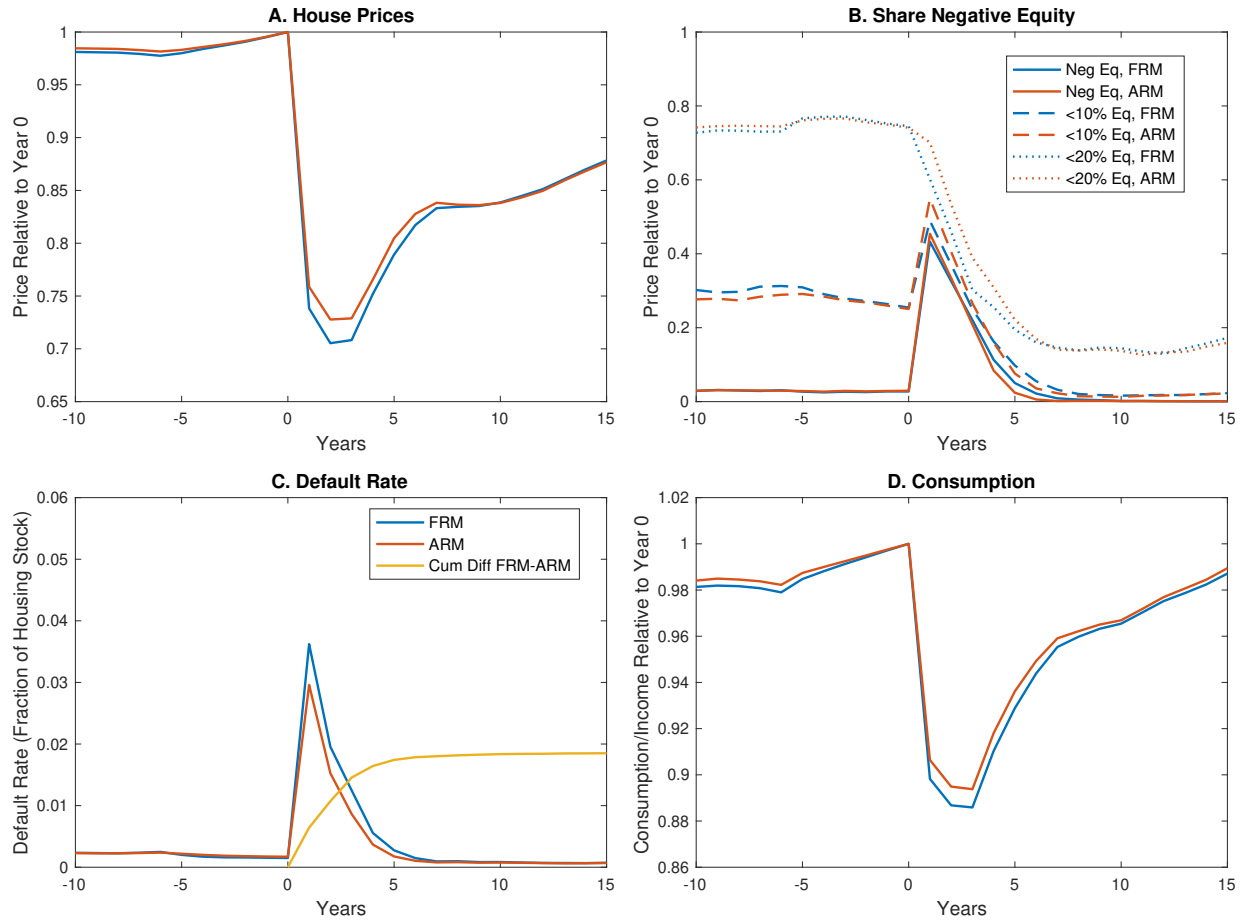 A. House Prices
Price Relative to Year 0
1
0.95
0.9
0.85
0.8
0.75
0.7
0.65
-10
-5
0
5
10
15
Years
B. Share Negative Equity
Price Relative to Year 0
1
0.8
0.6
0.4
0.2
0
Neg Eq, FRM
Neg Eq, ARM
<10% Eq, FRM
<10% Eq, ARM
<20% Eq, FRM
<20% Eq, ARM
-10
-5
0
5
10
15
Years
C. Default Rate
Default Rate (Fraction of Housing Stock)
0.06
0.05
0.04
0.03
0.02
0.01
0
FRM
ARM
Cum Diff FRM-ARM
-10
-5
0
5
10
15
Years
D. Consumption
Consumption/Income Relative to Year 0
1.02
1
0.98
0.96
0.94
0.92
0.9
0.88
0.86
-10
-5
0
5
10
15
Years